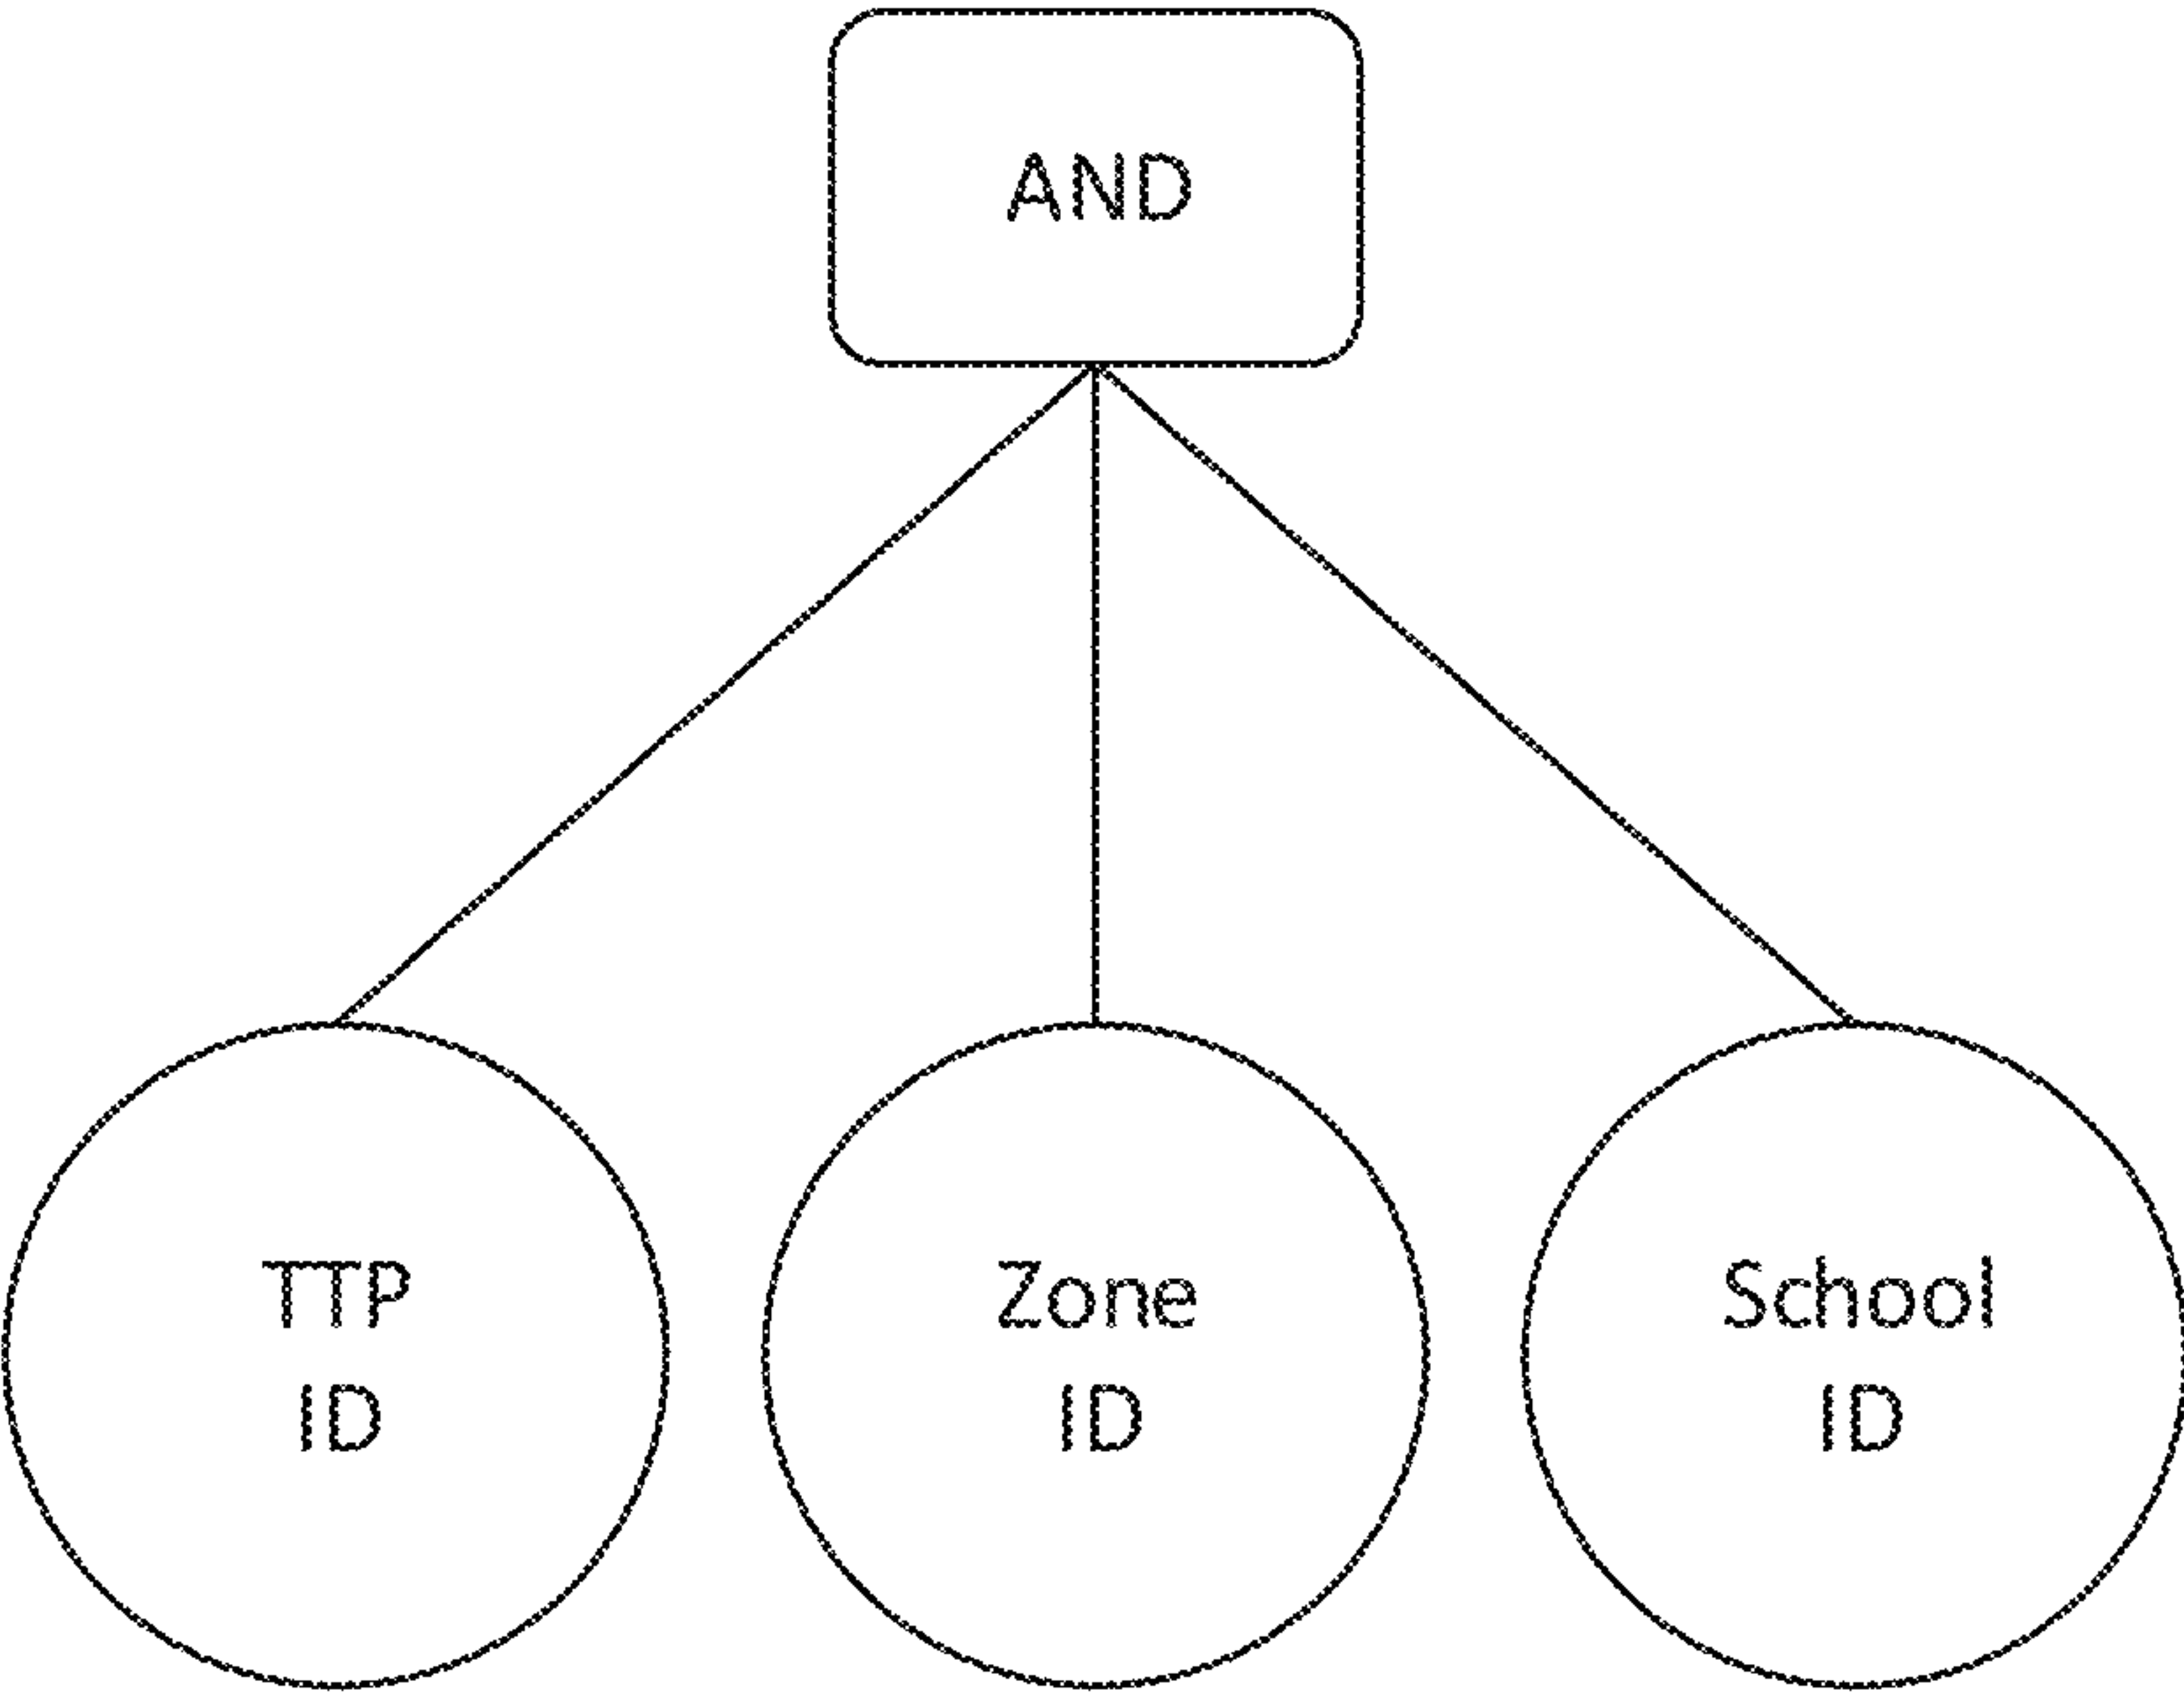 AND
TTP
ID
Zone
ID
School
ID